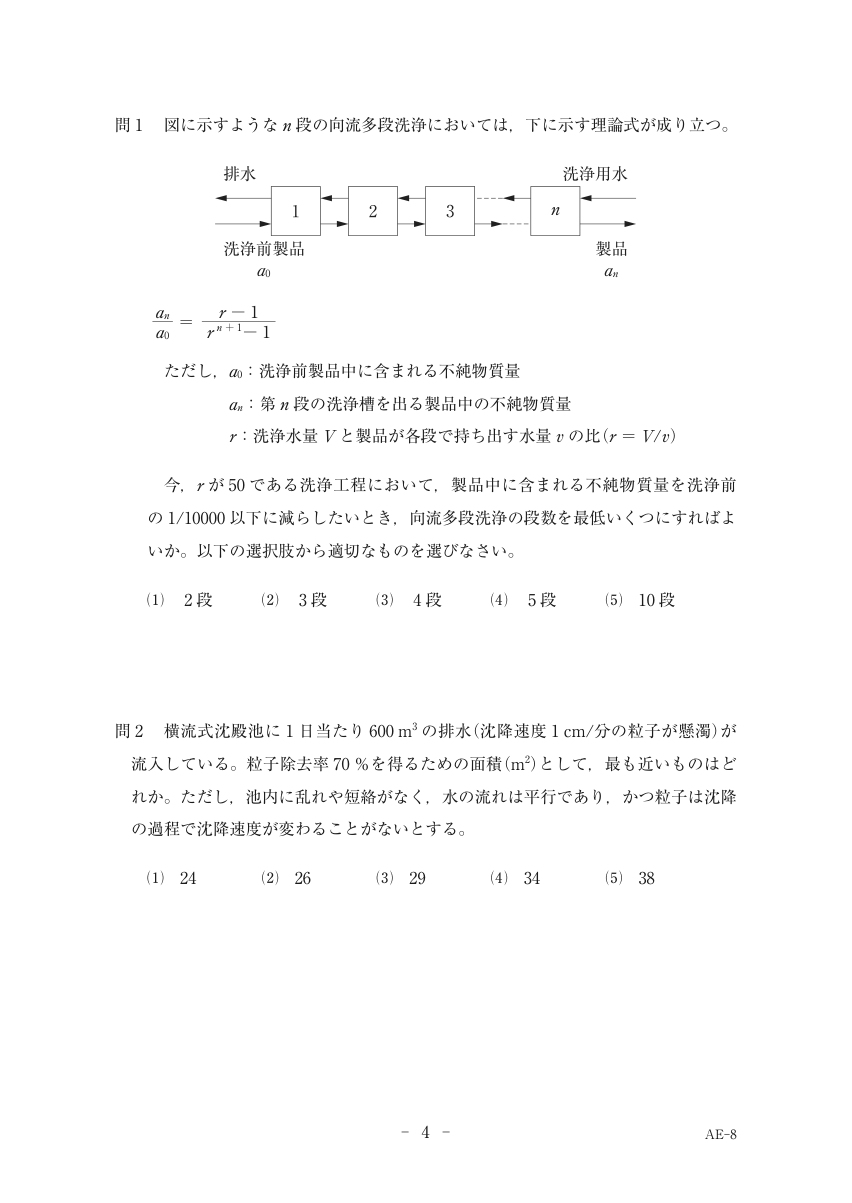 問1　図に示すような n 段の向流多段洗浄においては，下に示す理論式が成り立つ。
排水　洗浄用水
1　2　3　n
洗浄前製品　製品
a0　an
an/a0 = (r − 1)/(r^(n+1) − 1)
ただし，a0：洗浄前製品中に含まれる不純物質量
an：第 n 段の洗浄槽を出る製品中の不純物質量
r：洗浄水量 V と製品が各段で持ち出す水量 v の比(r = V/v)
今，r が 50 である洗浄工程において，製品中に含まれる不純物質量を洗浄前
の 1/10000 以下に減らしたいとき，向流多段洗浄の段数を最低いくつにすればよ
いか。以下の選択肢から適切なものを選びなさい。
(1)　2段　(2)　3段　(3)　4段　(4)　5段　(5)　10段
問2　横流式沈殿池に 1 日当たり 600 m³ の排水(沈降速度 1 cm/分の粒子が懸濁)が
流入している。粒子除去率 70 %を得るための面積(m²)として，最も近いものはど
れか。ただし，池内に乱れや短絡がなく，水の流れは平行であり，かつ粒子は沈降
の過程で沈降速度が変わることがないとする。
(1)　24　(2)　26　(3)　29　(4)　34　(5)　38
- 4 -
AE-8